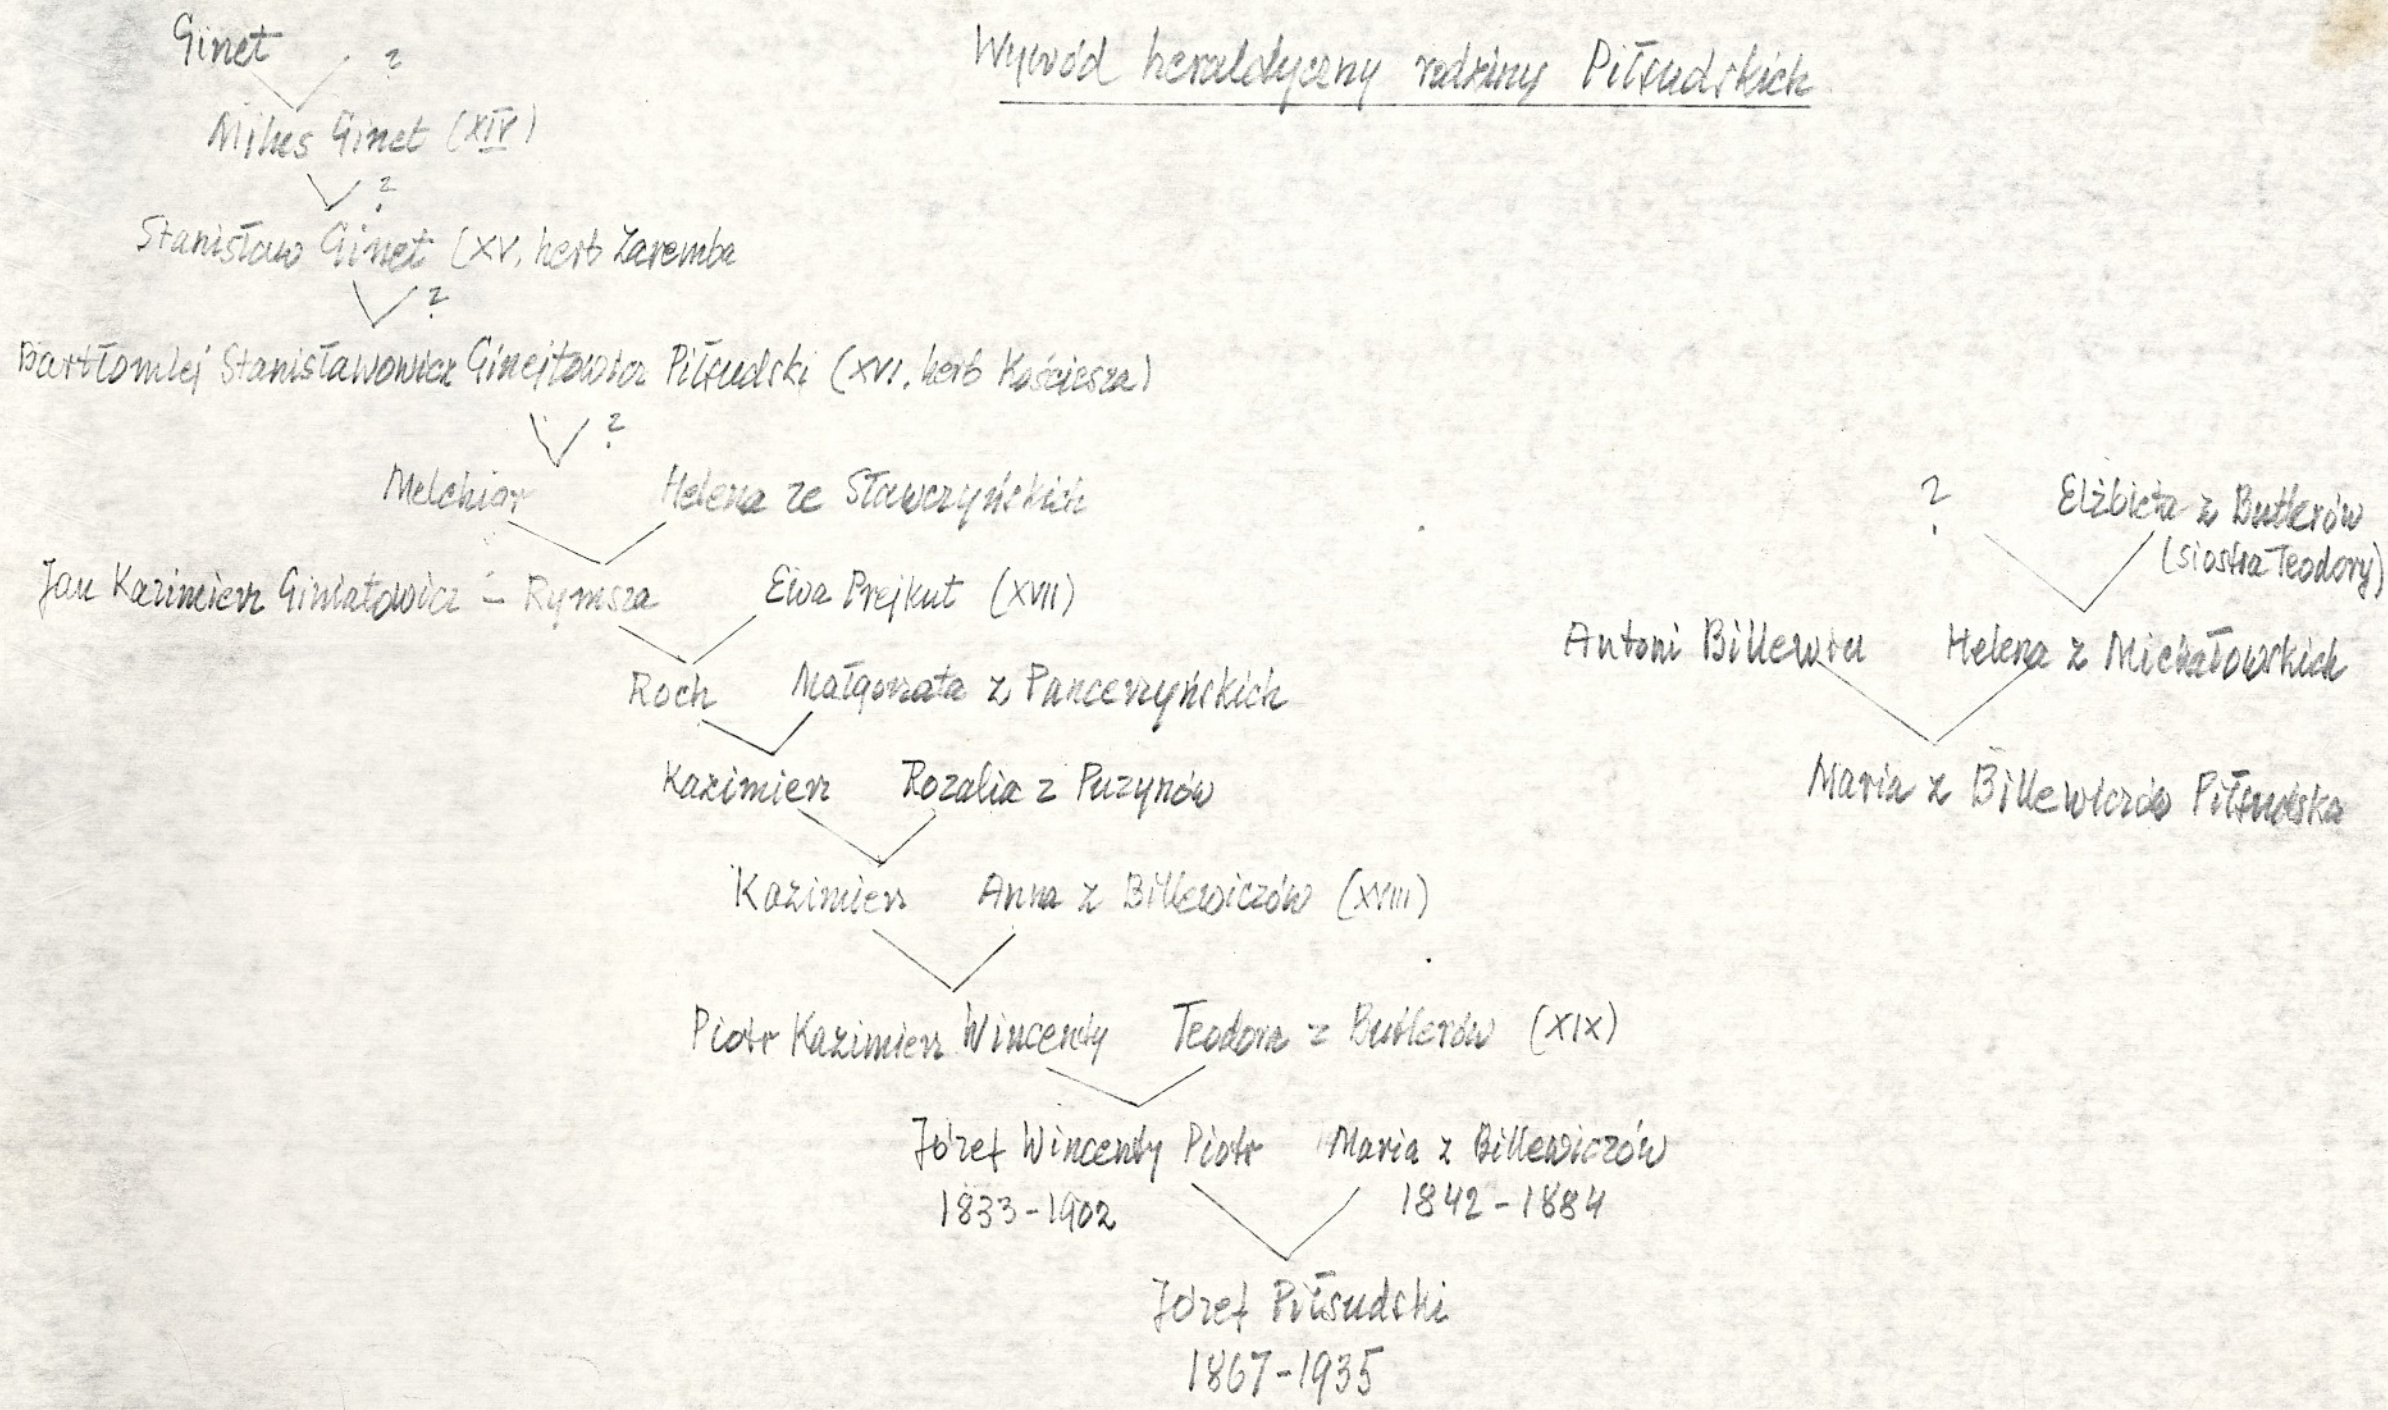 Wywód heraldyczny rodziny Piłsudskich
Ginet ?
Milus Ginet (XIV)
?
Stanisław Ginet (XV, herb Zaremba
?
Bartłomiej Stanisławowicz Ginejtowicz Piłsudski (XVI, herb Kościesza)
?
Melchior Helena ze Sławczyńskich
Jan Kazimierz Giniatowicz - Rymsza Ewa Prejkut (XVII)
Roch Małgorzata z Pancerzyńskich
Kazimierz Rozalia z Puzynów
Kazimierz Anna z Billewiczów (XVIII)
Piotr Kazimierz Wincenty Teodora z Butlerów (XIX)
Józef Wincenty Piotr Maria z Billewiczów
1833-1902 1842-1884
Józef Piłsudski
1867-1935
? Elżbieta z Butlerów
(siostra Teodory)
Antoni Billewicz Helena z Michałowskich
Maria z Billewiczów Piłsudska